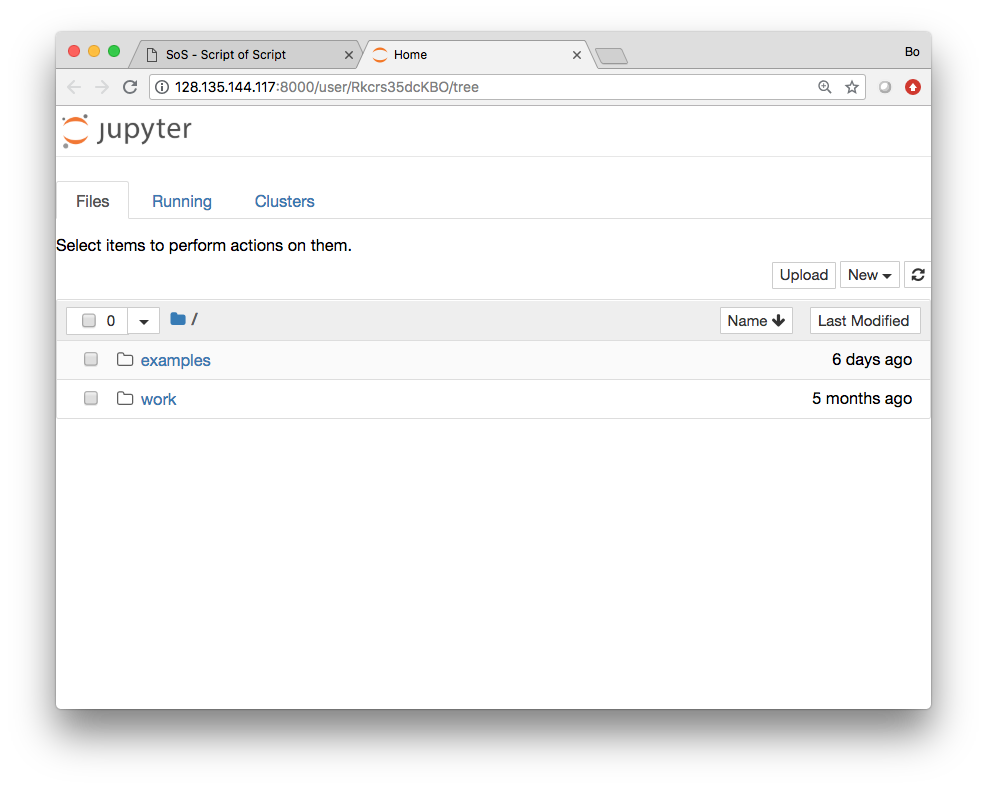 SoS - Script of Script
Home
Bo
128.135.144.117:8000/user/Rkcrs35dcKBO/tree
jupyter
Files Running Clusters
Select items to perform actions on them.
Upload New
0 / Name Last Modified
examples 6 days ago
work 5 months ago